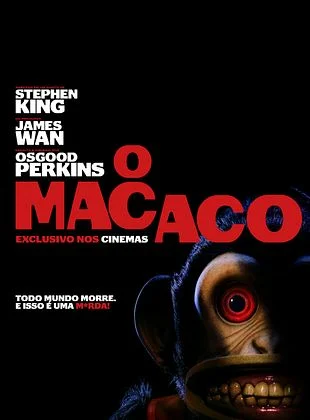 STEPHEN
KING
JAMES
WAN
OSGOOD
PERKINS
O
MACACO
EXCLUSIVO NOS CINEMAS
TODO MUNDO MORRE.
E ISSO É UMA M*RDA!